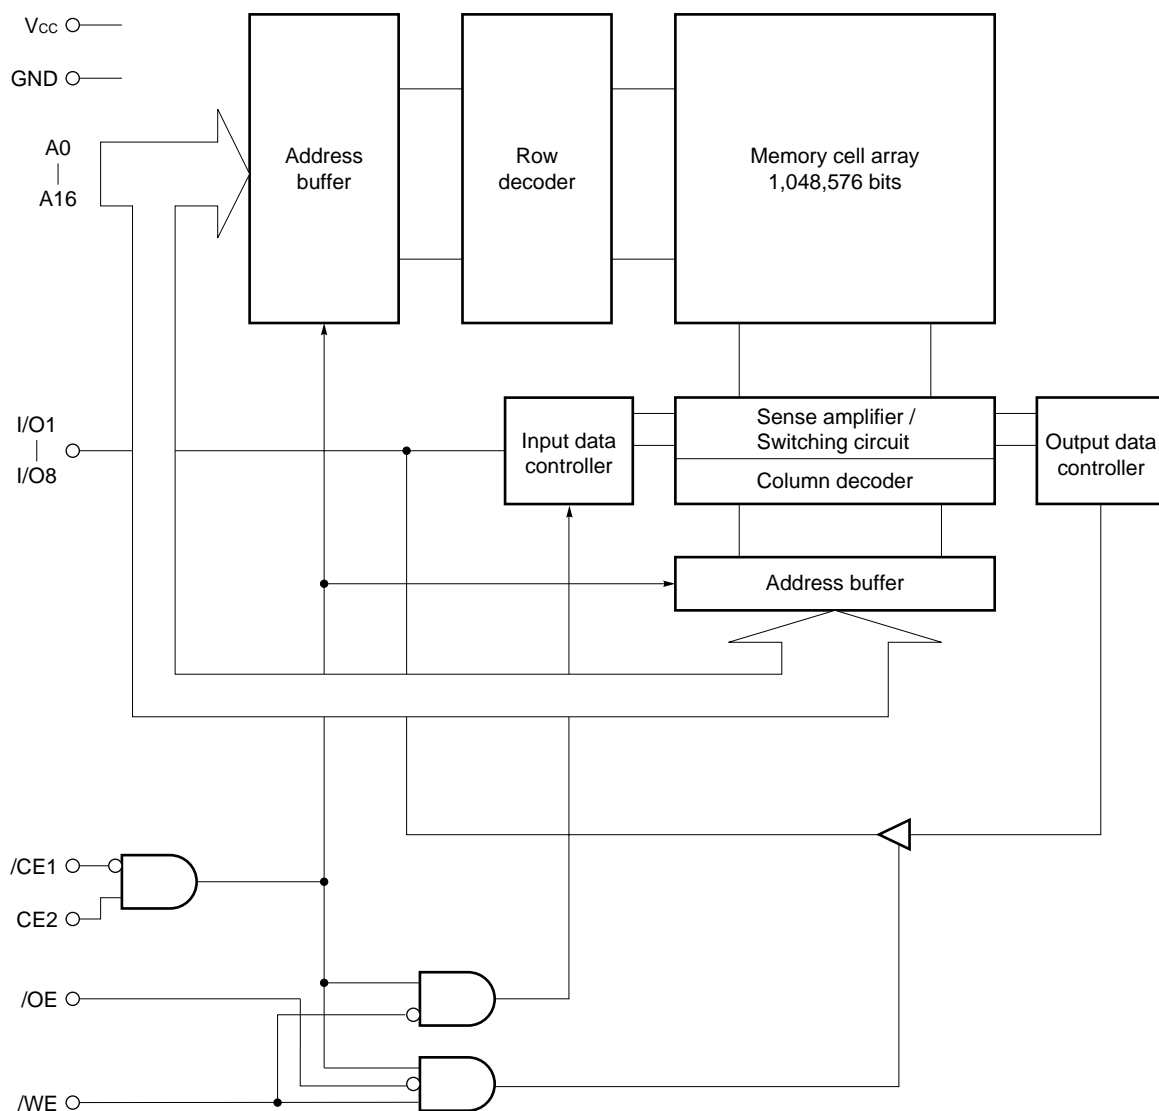 Vcc
GND
A0
A16
Address
buffer
Row
decoder
Memory cell array
1,048,576 bits
I/O1
I/O8
Input data
controller
Sense amplifier /
Switching circuit
Column decoder
Output data
controller
Address buffer
/CE1
CE2
/OE
/WE